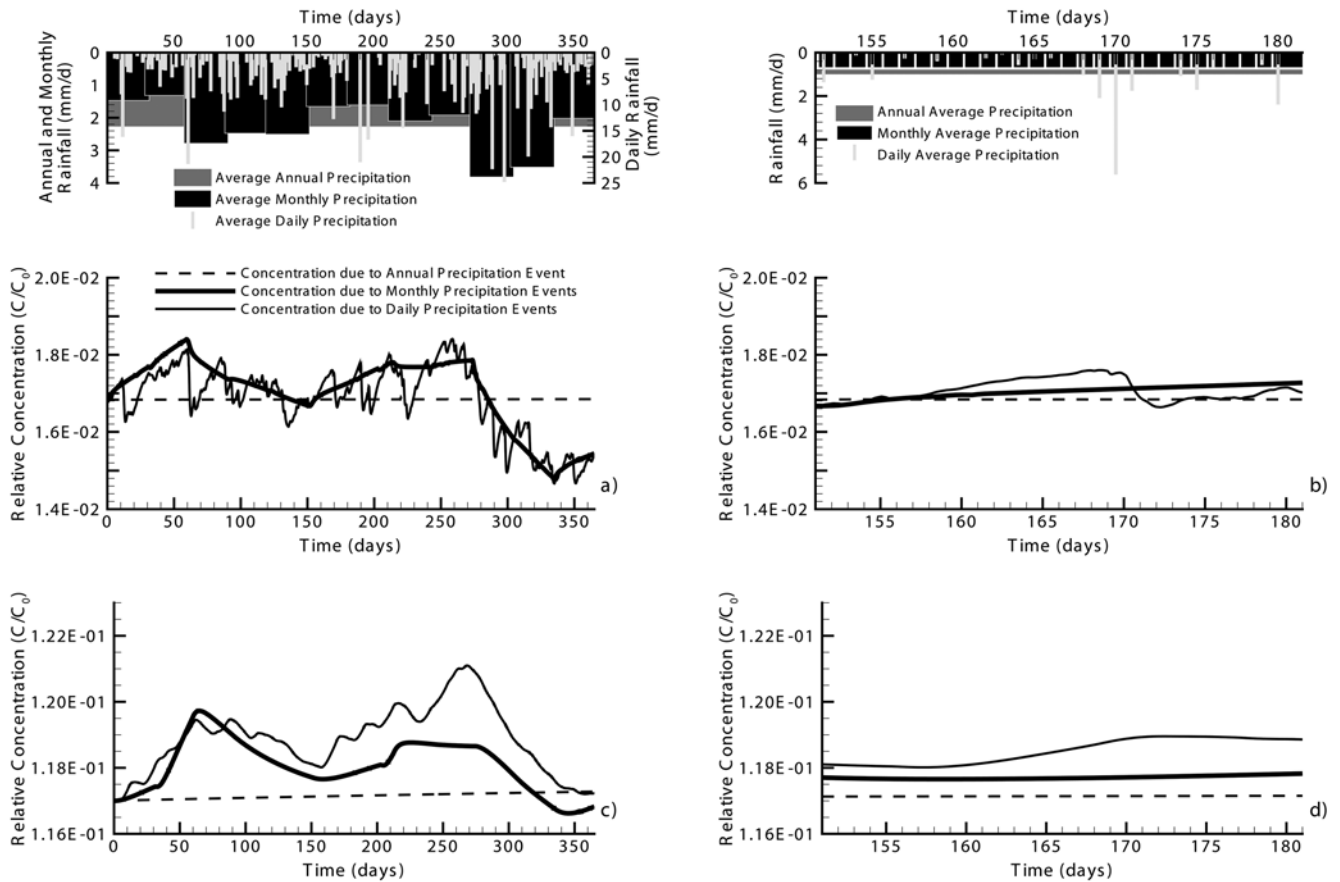 Time (days)
50 100 150 200 250 300 350
Annual and Monthly
Rainfall (mm/d)
0
1
2
3
4
0
5
10
15
20
25
Daily Rainfall
(mm/d)
Average Annual Precipitation
Average Monthly Precipitation
Average Daily Precipitation
Time (days)
155 160 165 170 175 180
Rainfall (mm/d)
0
2
4
6
Annual Average Precipitation
Monthly Average Precipitation
Daily Average Precipitation
Relative Concentration (C/C0)
2.0E-02
1.8E-02
1.6E-02
1.4E-02
Concentration due to Annual Precipitation Event
Concentration due to Monthly Precipitation Events
Concentration due to Daily Precipitation Events
a)
0 50 100 150 200 250 300 350
Time (days)
Relative Concentration (C/C0)
2.0E-02
1.8E-02
1.6E-02
1.4E-02
b)
155 160 165 170 175 180
Time (days)
Relative Concentration (C/C0)
1.22E-01
1.20E-01
1.18E-01
1.16E-01
c)
0 50 100 150 200 250 300 350
Time (days)
Relative Concentration (C/C0)
1.22E-01
1.20E-01
1.18E-01
1.16E-01
d)
155 160 165 170 175 180
Time (days)